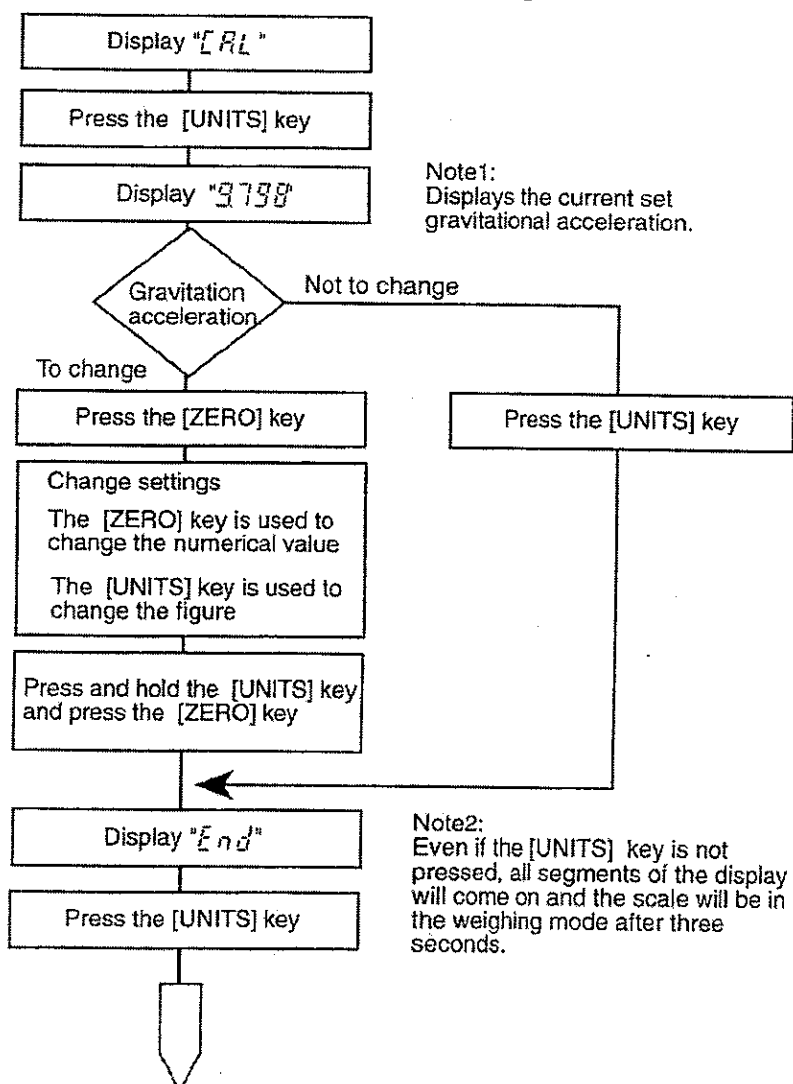 Display "CAL"
Press the [UNITS] key
Display "9.798"
Note1:
Displays the current set
gravitational acceleration.
Gravitation
acceleration
Not to change
To change
Press the [ZERO] key
Press the [UNITS] key
Change settings
The [ZERO] key is used to
change the numerical value
The [UNITS] key is used to
change the figure
Press and hold the [UNITS] key
and press the [ZERO] key
Display "End"
Note2:
Even if the [UNITS] key is not
pressed, all segments of the display
will come on and the scale will be in
the weighing mode after three
seconds.
Press the [UNITS] key